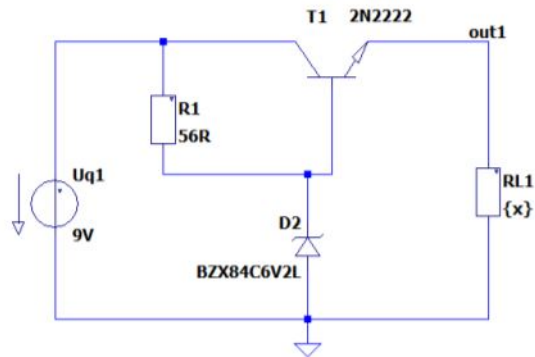 T1 2N2222
out1
R1
56R
Uq1
9V
D2
BZX84C6V2L
RL1
{x}